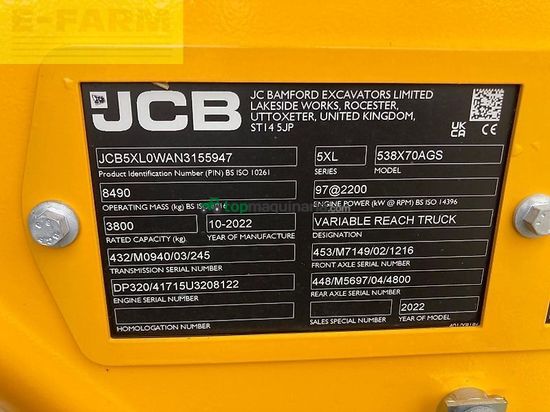 E-FARM
JCB
JC BAMFORD EXCAVATORS LIMITED
LAKESIDE WORKS, ROCESTER,
UTTOXETER, UNITED KINGDOM,
ST14 5JP
UK
CA
CE
JCB5XL0WAN3155947
5XL
538X70AGS
Product Identification Number (PIN) BS ISO 10261
SERIES
MODEL
8490
97@2200
OPERATING MASS (kg) BS ISO
ENGINE POWER (kW @ RPM) BS ISO 14396
topmaquinaria.com
3800
10-2022
VARIABLE REACH TRUCK
RATED CAPACITY (kg)
YEAR OF MANUFACTURE
DESIGNATION
432/M0940/03/245
453/M7149/02/1216
TRANSMISSION SERIAL NUMBER
FRONT AXLE SERIAL NUMBER
DP320/41715U3208122
448/M5697/04/4800
ENGINE SERIAL NUMBER
REAR AXLE SERIAL NUMBER
2022
HOMOLOGATION NUMBER
SALES SPECIAL NUMBER
YEAR OF MODEL